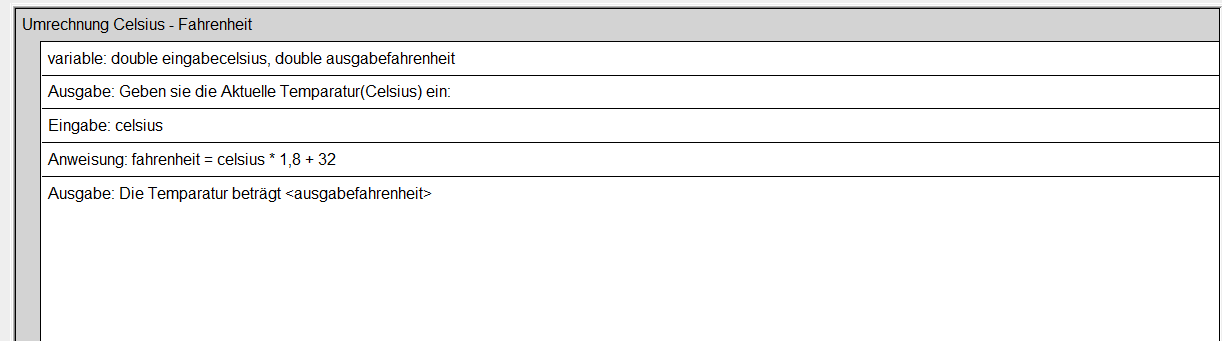 Umrechnung Celsius - Fahrenheit
variable: double eingabecelsius, double ausgabefahrenheit
Ausgabe: Geben sie die Aktuelle Temparatur(Celsius) ein:
Eingabe: celsius
Anweisung: fahrenheit = celsius * 1,8 + 32
Ausgabe: Die Temparatur beträgt <ausgabefahrenheit>